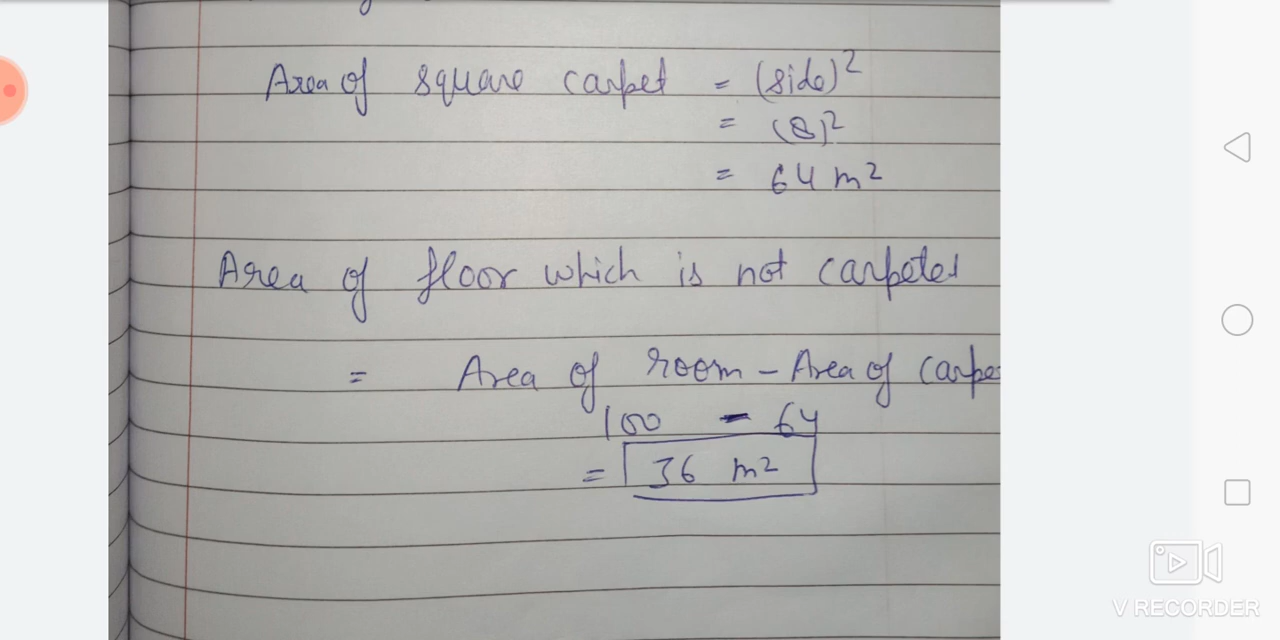 Area of square carpet = (side)²
= (8)²
= 64 m²
Area of floor which is not carpeted
= Area of room - Area of carpe
100 - 64
= 36 m²
V RECORDER